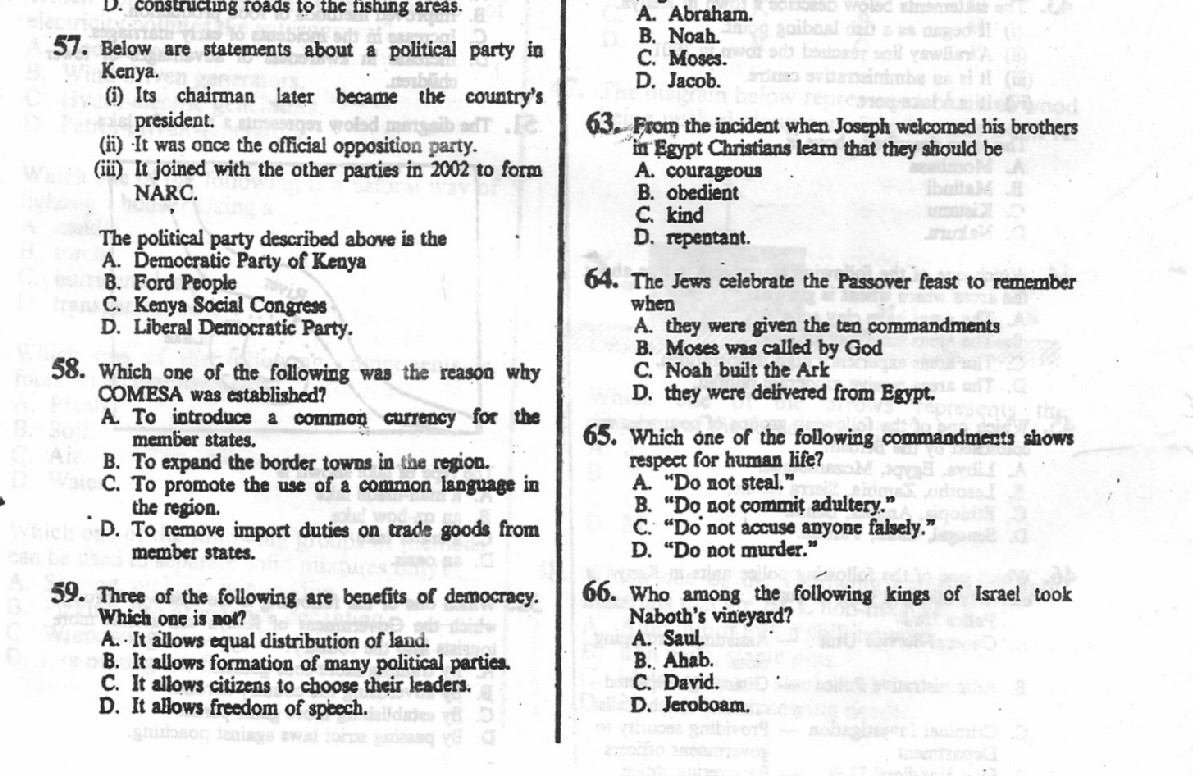 D. constructing roads to the fishing areas.
57. Below are statements about a political party in
Kenya.
(i) Its chairman later became the country's
president.
(ii) It was once the official opposition party.
(iii) It joined with the other parties in 2002 to form
NARC.
The political party described above is the
A. Democratic Party of Kenya
B. Ford People
C. Kenya Social Congress
D. Liberal Democratic Party.
58. Which one of the following was the reason why
COMESA was established?
A. To introduce a common currency for the
member states.
B. To expand the border towns in the region.
C. To promote the use of a common language in
the region.
D. To remove import duties on trade goods from
member states.
59. Three of the following are benefits of democracy.
Which one is not?
A. It allows equal distribution of land.
B. It allows formation of many political parties.
C. It allows citizens to choose their leaders.
D. It allows freedom of speech.
A. Abraham.
B. Noah.
C. Moses.
D. Jacob.
63. From the incident when Joseph welcomed his brothers
in Egypt Christians learn that they should be
A. courageous
B. obedient
C. kind
D. repentant.
64. The Jews celebrate the Passover feast to remember
when
A. they were given the ten commandments
B. Moses was called by God
C. Noah built the Ark
D. they were delivered from Egypt.
65. Which one of the following commandments shows
respect for human life?
A. "Do not steal."
B. "Do not commit adultery.
C. "Do not accuse anyone falsely."
D. "Do not murder."
66. Who among the following kings of Israel took
Naboth's vineyard?
A. Saul.
B. Ahab.
C. David.
D. Jeroboam.